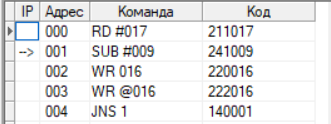 IP Адрес Команда Код
000 RD #017 211017
--> 001 SUB #009 241009
002 WR 016 220016
003 WR @016 222016
004 JNS 1 140001